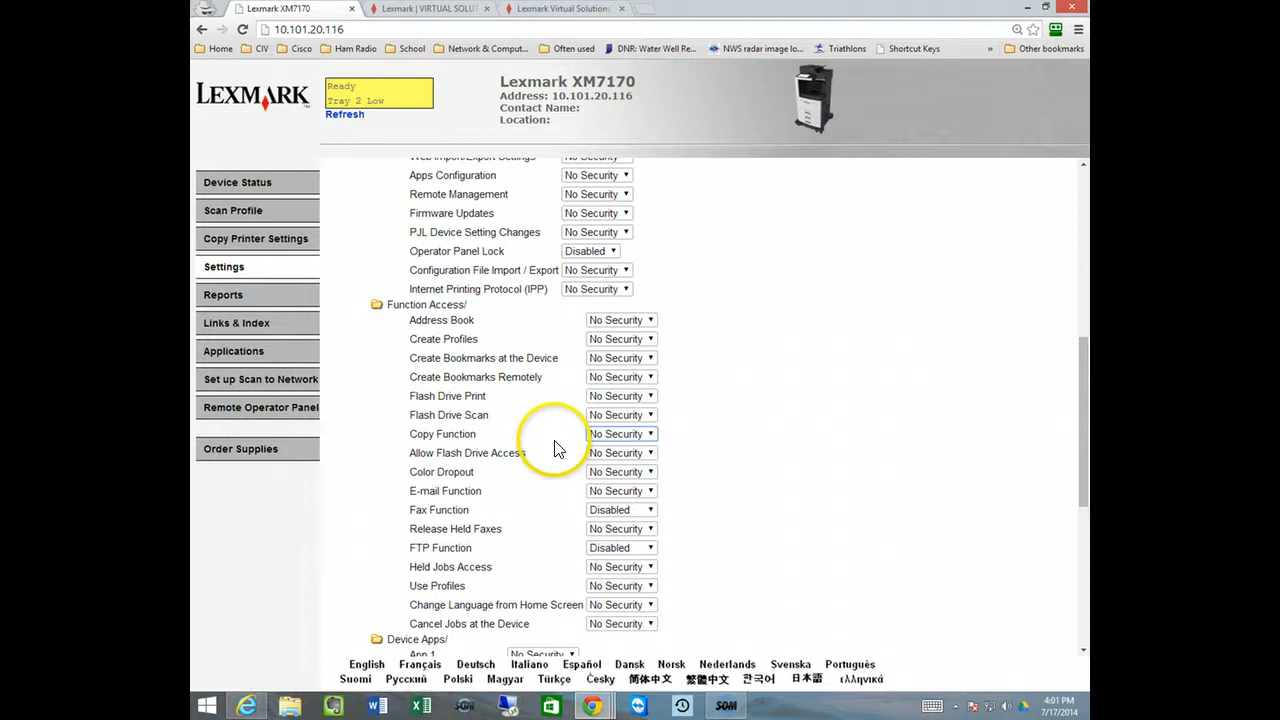 Lexmark XM7170
Lexmark | VIRTUAL SOLUT
Lexmark Virtual Solutions
10.101.20.116
Home
CIV
Cisco
Ham Radio
School
Network & Comput...
Often used
DNR: Water Well Re...
NWS radar image lo...
Triathlons
Shortcut Keys
»
Other bookmarks
LEXMARK
Ready
Tray 2 Low
Refresh
Lexmark XM7170
Address: 10.101.20.116
Contact Name:
Location:
Device Status
Scan Profile
Copy Printer Settings
Settings
Reports
Links & Index
Applications
Set up Scan to Network
Remote Operator Panel
Order Supplies
Web Import/Export Settings No Security
Apps Configuration No Security
Remote Management No Security
Firmware Updates No Security
PJL Device Setting Changes No Security
Operator Panel Lock Disabled
Configuration File Import / Export No Security
Internet Printing Protocol (IPP) No Security
Function Access/
Address Book No Security
Create Profiles No Security
Create Bookmarks at the Device No Security
Create Bookmarks Remotely No Security
Flash Drive Print No Security
Flash Drive Scan No Security
Copy Function No Security
Allow Flash Drive Access No Security
Color Dropout No Security
E-mail Function No Security
Fax Function Disabled
Release Held Faxes No Security
FTP Function Disabled
Held Jobs Access No Security
Use Profiles No Security
Change Language from Home Screen No Security
Cancel Jobs at the Device No Security
Device Apps/
App 1 No Security
English Français Deutsch Italiano Español Dansk Norsk Nederlands Svenska Português
Suomi Русский Polski Magyar Türkçe Česky 简体中文 繁體中文 한국어 日本語 ελληνικά
SOM
SOM
4:01 PM
7/17/2014